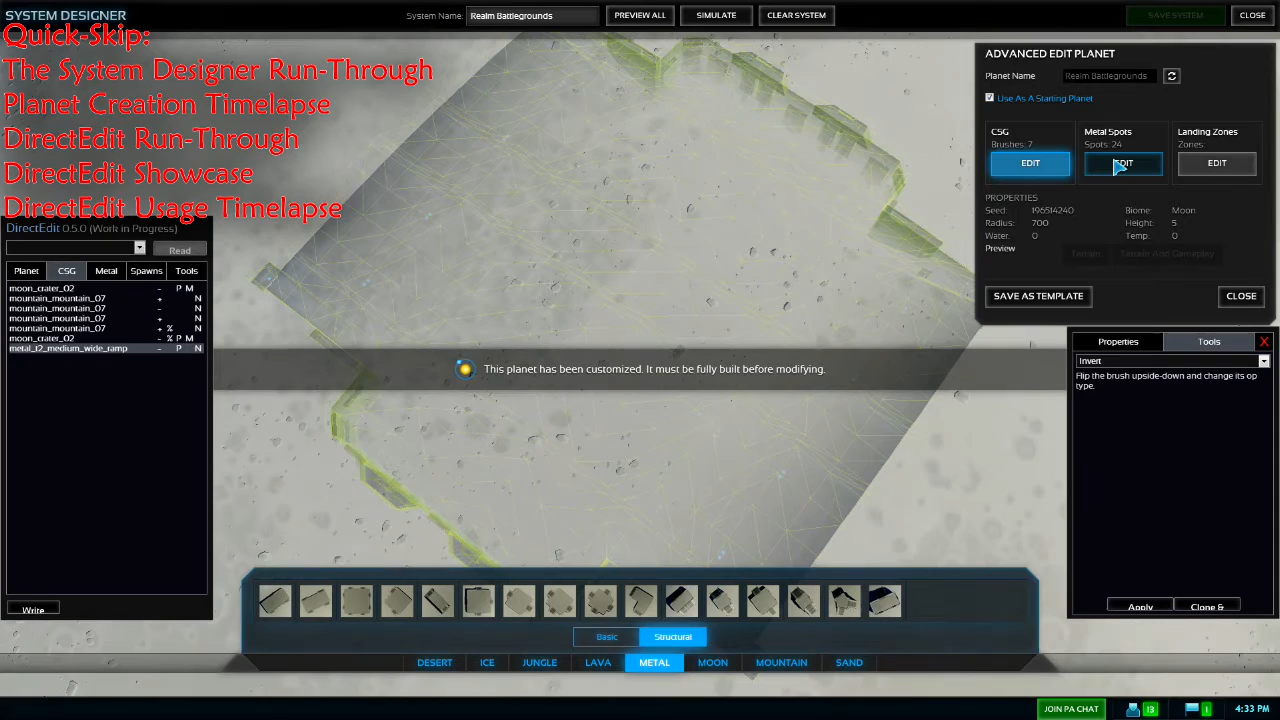 SYSTEM DESIGNER
System Name:
Realm Battlegrounds
PREVIEW ALL
SIMULATE
CLEAR SYSTEM
SAVE SYSTEM
CLOSE
Quick-Skip:
The System Designer Run-Through
Planet Creation Timelapse
DirectEdit Run-Through
DirectEdit Showcase
DirectEdit Usage Timelapse
ADVANCED EDIT PLANET
Planet Name
Realm Battlegrounds
Use As A Starting Planet
CSG
Brushes: 7
EDIT
Metal Spots
Spots: 24
EDIT
Landing Zones
Zones:
EDIT
PROPERTIES
Seed: 196514240
Biome: Moon
Radius: 700
Height: 5
Water: 0
Temp: 0
Preview
Terrain
Terrain And Gameplay
SAVE AS TEMPLATE
CLOSE
DirectEdit 0.5.0 (Work in Progress)
Read
Planet
CSG
Metal
Spawns
Tools
moon_crater_02 - P M
mountain_mountain_07 + N
mountain_mountain_07 - N
mountain_mountain_07 + N
mountain_mountain_07 + % N
moon_crater_02 - % P M
metal_t2_medium_wide_ramp - P N
Write
This planet has been customized. It must be fully built before modifying.
Properties
Tools
X
Invert
Flip the brush upside-down and change its op
type.
Apply
Clone &
Basic
Structural
DESERT
ICE
JUNGLE
LAVA
METAL
MOON
MOUNTAIN
SAND
JOIN PA CHAT
13
1
4:33 PM